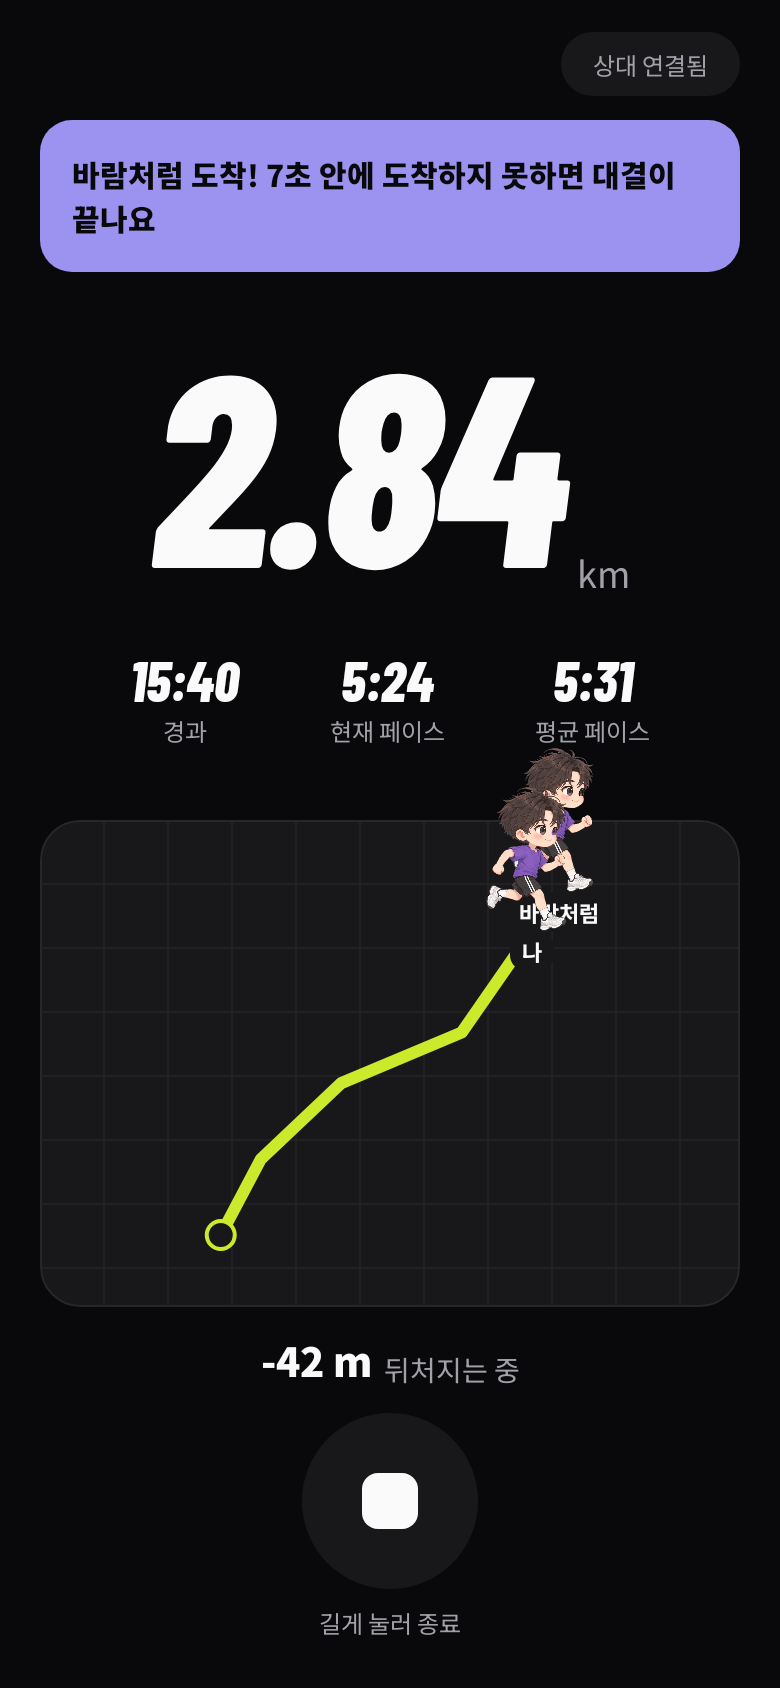 상대 연결됨
바람처럼 도착! 7초 안에 도착하지 못하면 대결이
끝나요
2.84 km
15:40 5:24 5:31
경과 현재 페이스 평균 페이스
바람처럼
나
-42 m 뒤처지는 중
길게 눌러 종료